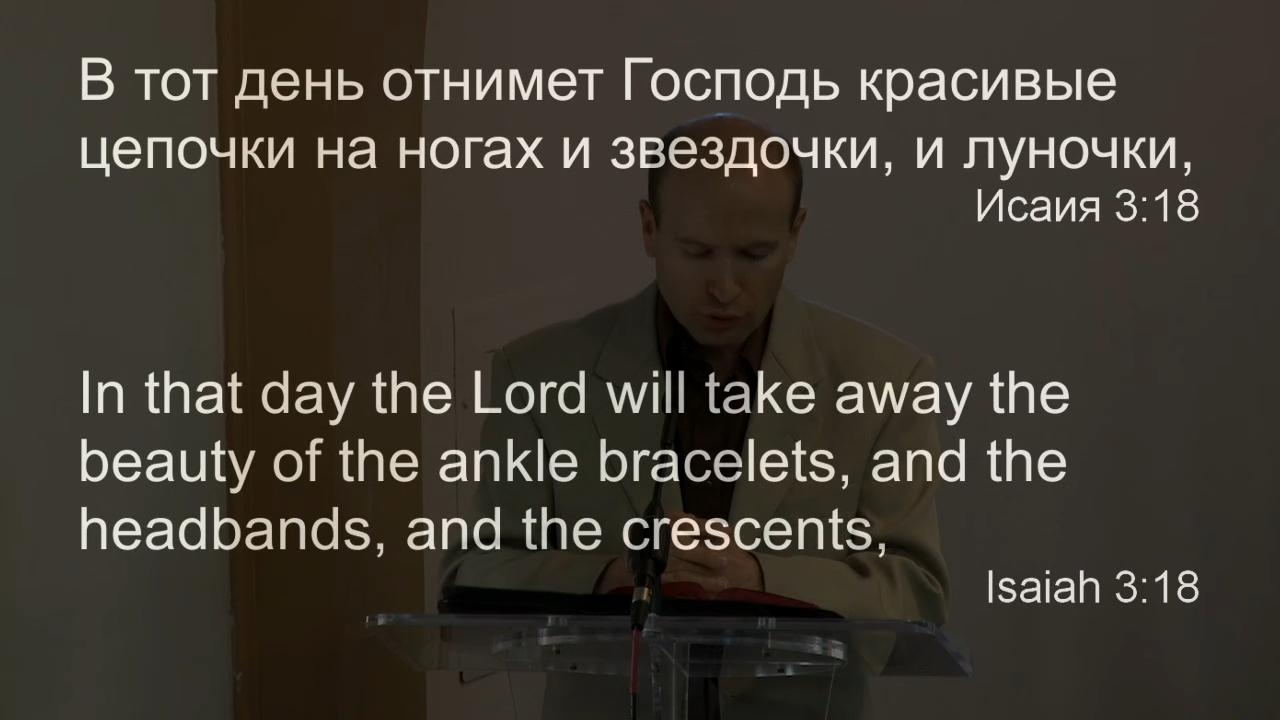 В тот день отнимет Господь красивые
цепочки на ногах и звездочки, и луночки,
Исаия 3:18
In that day the Lord will take away the
beauty of the ankle bracelets, and the
headbands, and the crescents,
Isaiah 3:18